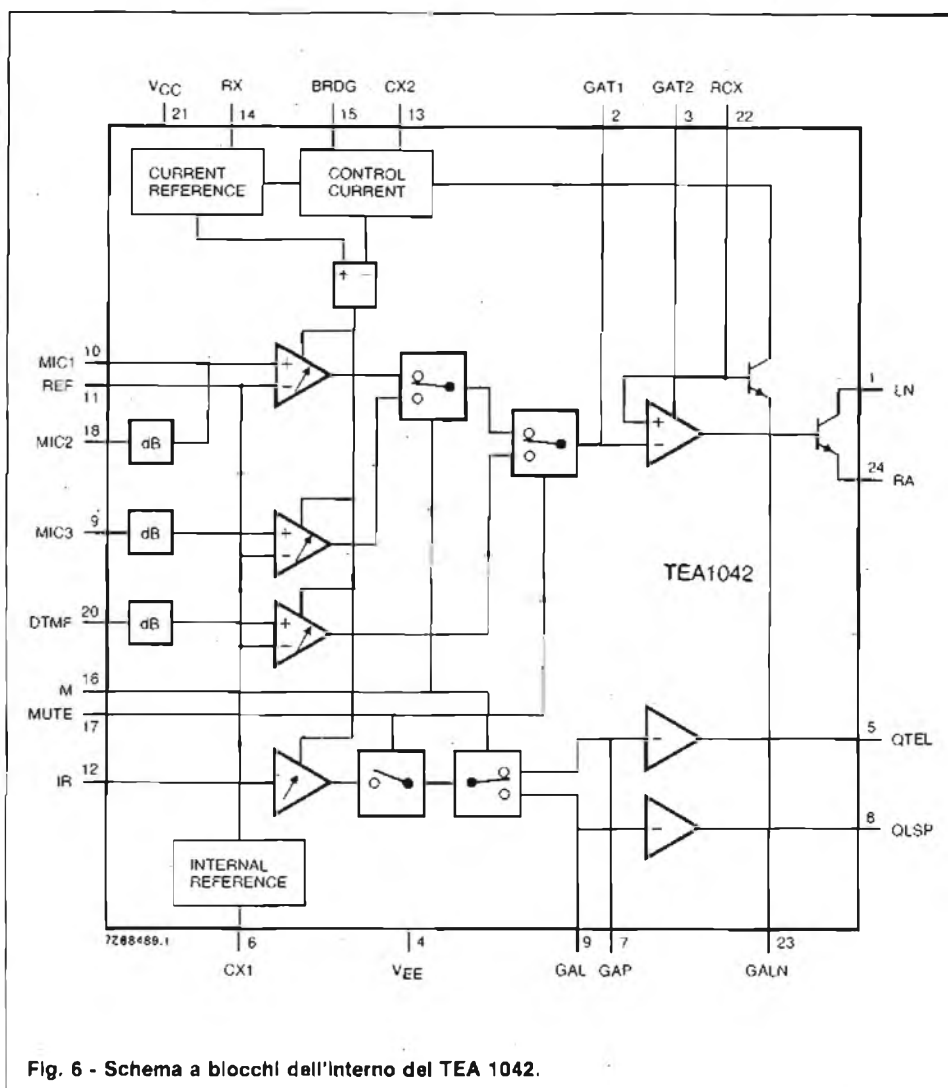 VCC RX BRDG CX2 GAT1 GAT2 RCX
21 14 15 13 2 3 22
CURRENT
REFERENCE
CONTROL
CURRENT
+ −
MIC1 10
REF 11
MIC2 18
dB
MIC3 9
dB
DTMF 20
dB
M 16
MUTE 17
IR 12
+
−
+
−
+
−
+
−
1 LN
24 RA
TEA1042
−
5 QTEL
−
8 QLSP
INTERNAL
REFERENCE
7Z88489.1
6 4 9 7 23
CX1 VEE GAL GAP GALN
Fig. 6 - Schema a blocchi dell'interno del TEA 1042.